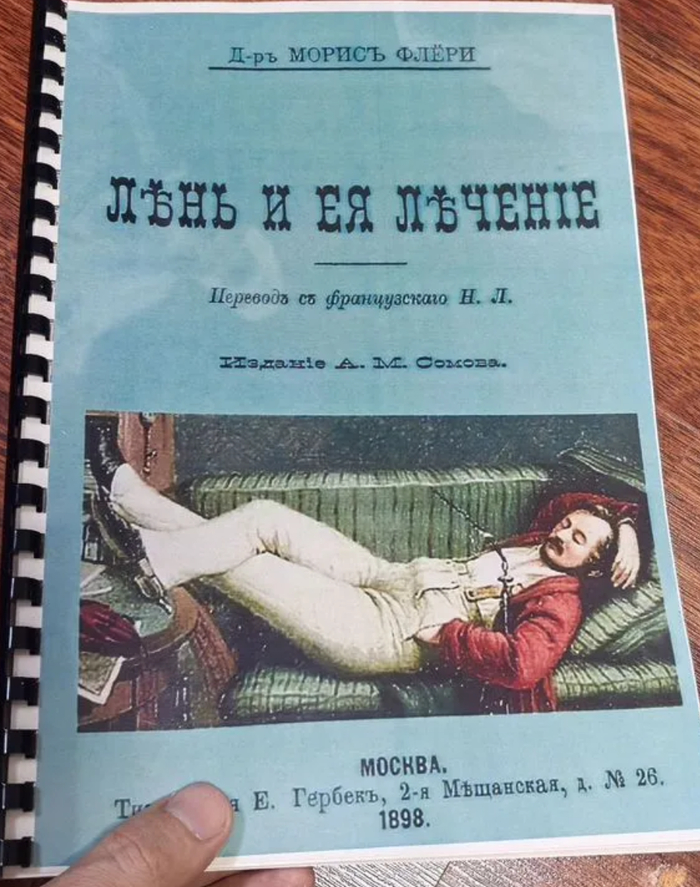 Д-ръ МОРИСЪ ФЛЁРИ
ЛѢНЬ И ЕЯ ЛѢЧЕНІЕ
Переводъ съ французскаго Н. Л.
Изданіе А. М. Сомова.
МОСКВА.
Е. Гербекъ, 2-я Мѣщанская, д. № 26.
1898.